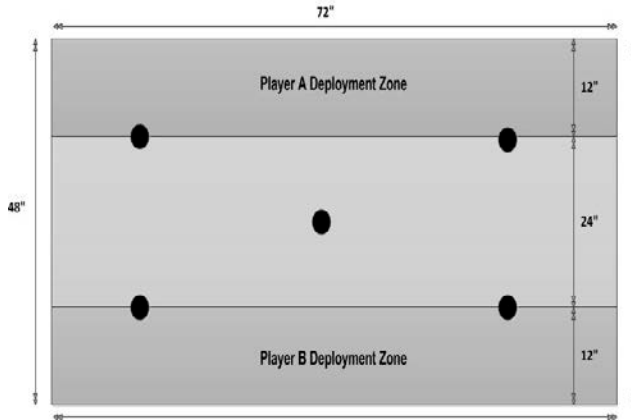 72"
Player A Deployment Zone
12"
48"
24"
Player B Deployment Zone
12"